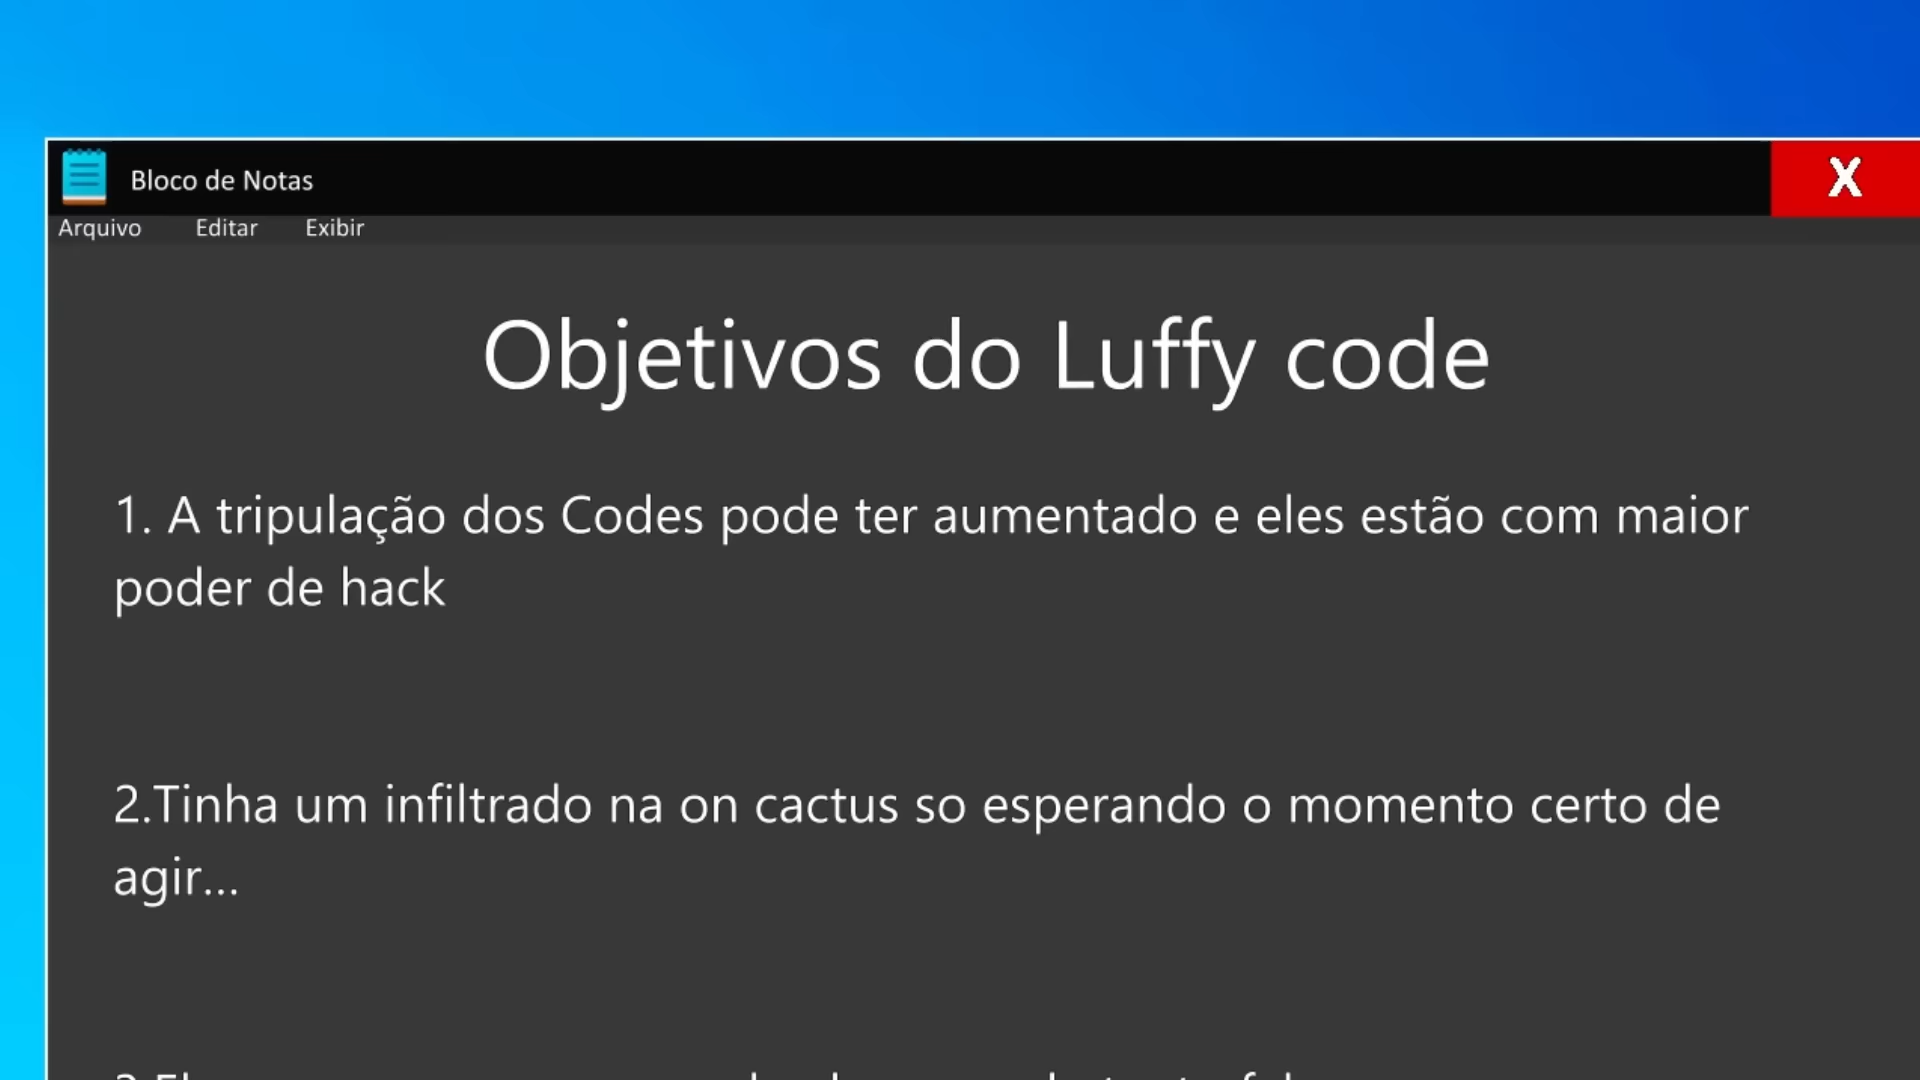 Bloco de Notas
X
Arquivo Editar Exibir
Objetivos do Luffy code
1. A tripulação dos Codes pode ter aumentado e eles estão com maior
poder de hack
2.Tinha um infiltrado na on cactus so esperando o momento certo de
agir...